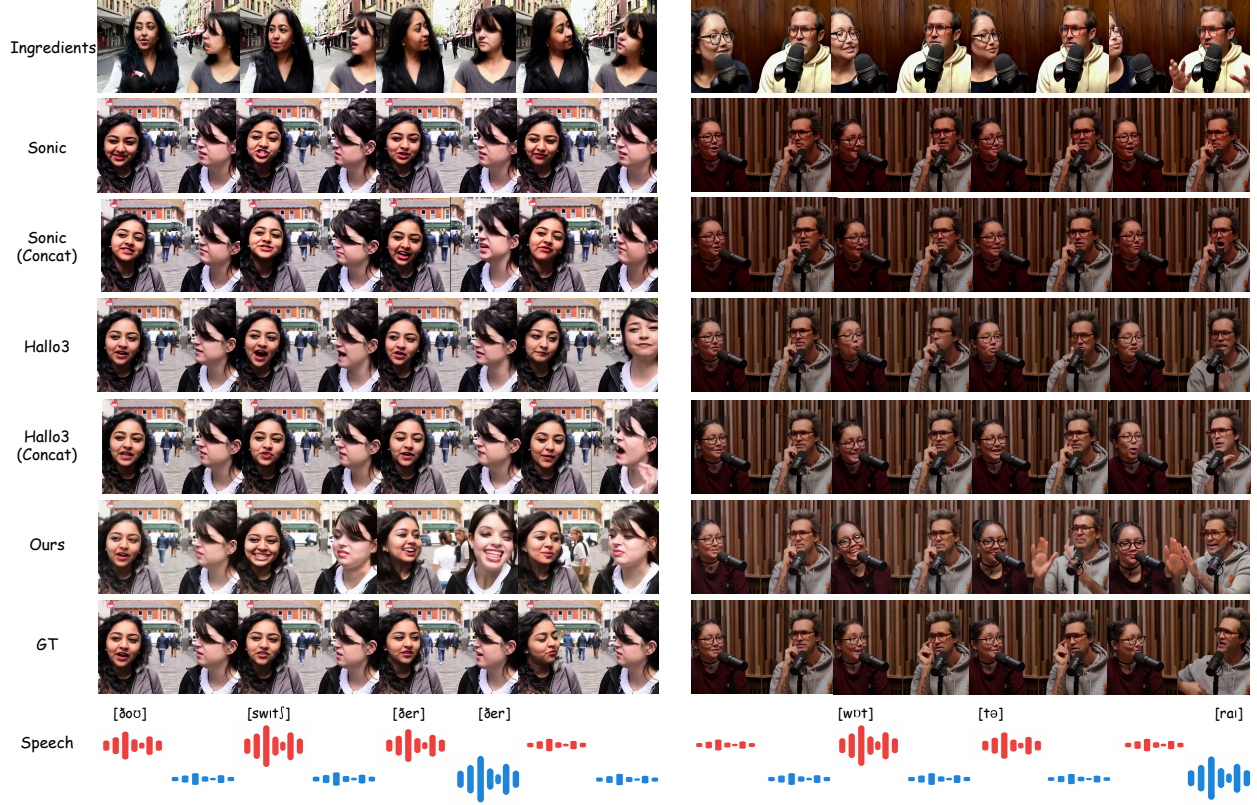 Ingredients
Sonic
Sonic
(Concat)
Hallo3
Hallo3
(Concat)
Ours
GT
[ðoʊ] [swɪtʃ] [ðer] [ðer] [wɒt] [tə] [raɪ]
Speech